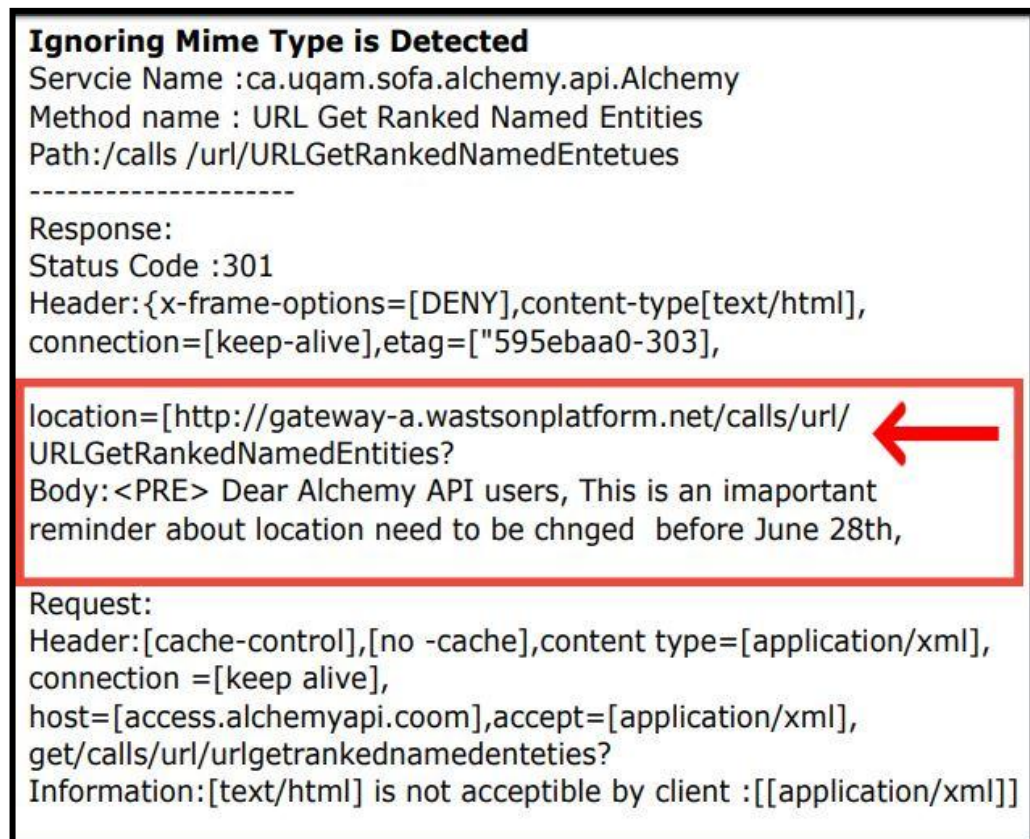 Ignoring Mime Type is Detected
Servcie Name :ca.uqam.sofa.alchemy.api.Alchemy
Method name : URL Get Ranked Named Entities
Path:/calls /url/URLGetRankedNamedEntetues
---------------------
Response:
Status Code :301
Header:{x-frame-options=[DENY],content-type[text/html],
connection=[keep-alive],etag=["595ebaa0-303],
location=[http://gateway-a.wastsonplatform.net/calls/url/
URLGetRankedNamedEntities?
Body:<PRE> Dear Alchemy API users, This is an imaportant
reminder about location need to be chnged  before June 28th,
Request:
Header:[cache-control],[no -cache],content type=[application/xml],
connection =[keep alive],
host=[access.alchemyapi.coom],accept=[application/xml],
get/calls/url/urlgetrankednamedenteties?
Information:[text/html] is not acceptible by client :[[application/xml]]